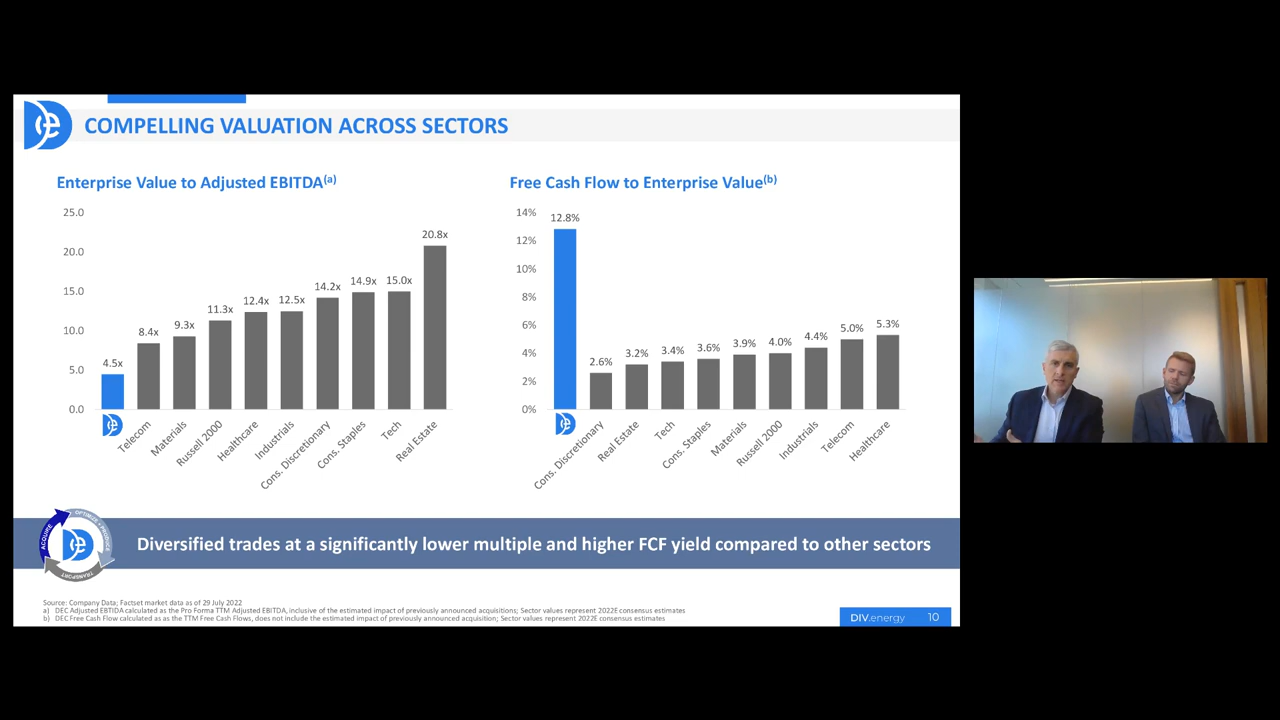 COMPELLING VALUATION ACROSS SECTORS
Enterprise Value to Adjusted EBITDA(a)
25.0
20.0
15.0
10.0
5.0
0.0
4.5x
8.4x
9.3x
11.3x
12.4x
12.5x
14.2x
14.9x
15.0x
20.8x
Telecom
Materials
Russell 2000
Healthcare
Industrials
Cons. Discretionary
Cons. Staples
Tech
Real Estate
Free Cash Flow to Enterprise Value(b)
14%
12%
10%
8%
6%
4%
2%
0%
12.8%
2.6%
3.2%
3.4%
3.6%
3.9%
4.0%
4.4%
5.0%
5.3%
Cons. Discretionary
Real Estate
Tech
Cons. Staples
Materials
Russell 2000
Industrials
Telecom
Healthcare
ACQUIRE
OPTIMIZE + PRODUCE
TRANSPORT
Diversified trades at a significantly lower multiple and higher FCF yield compared to other sectors
Source: Company Data; Factset market data as of 29 July 2022
a) DEC Adjusted EBTIDA calculated as the Pro Forma TTM Adjusted EBITDA, inclusive of the estimated impact of previously announced acquisitions; Sector values represent 2022E consensus estimates
b) DEC Free Cash Flow calculated as as the TTM Free Cash Flows, does not include the estimated impact of previously announced acquisition; Sector values represent 2022E consensus estimates
DIV.energy 10